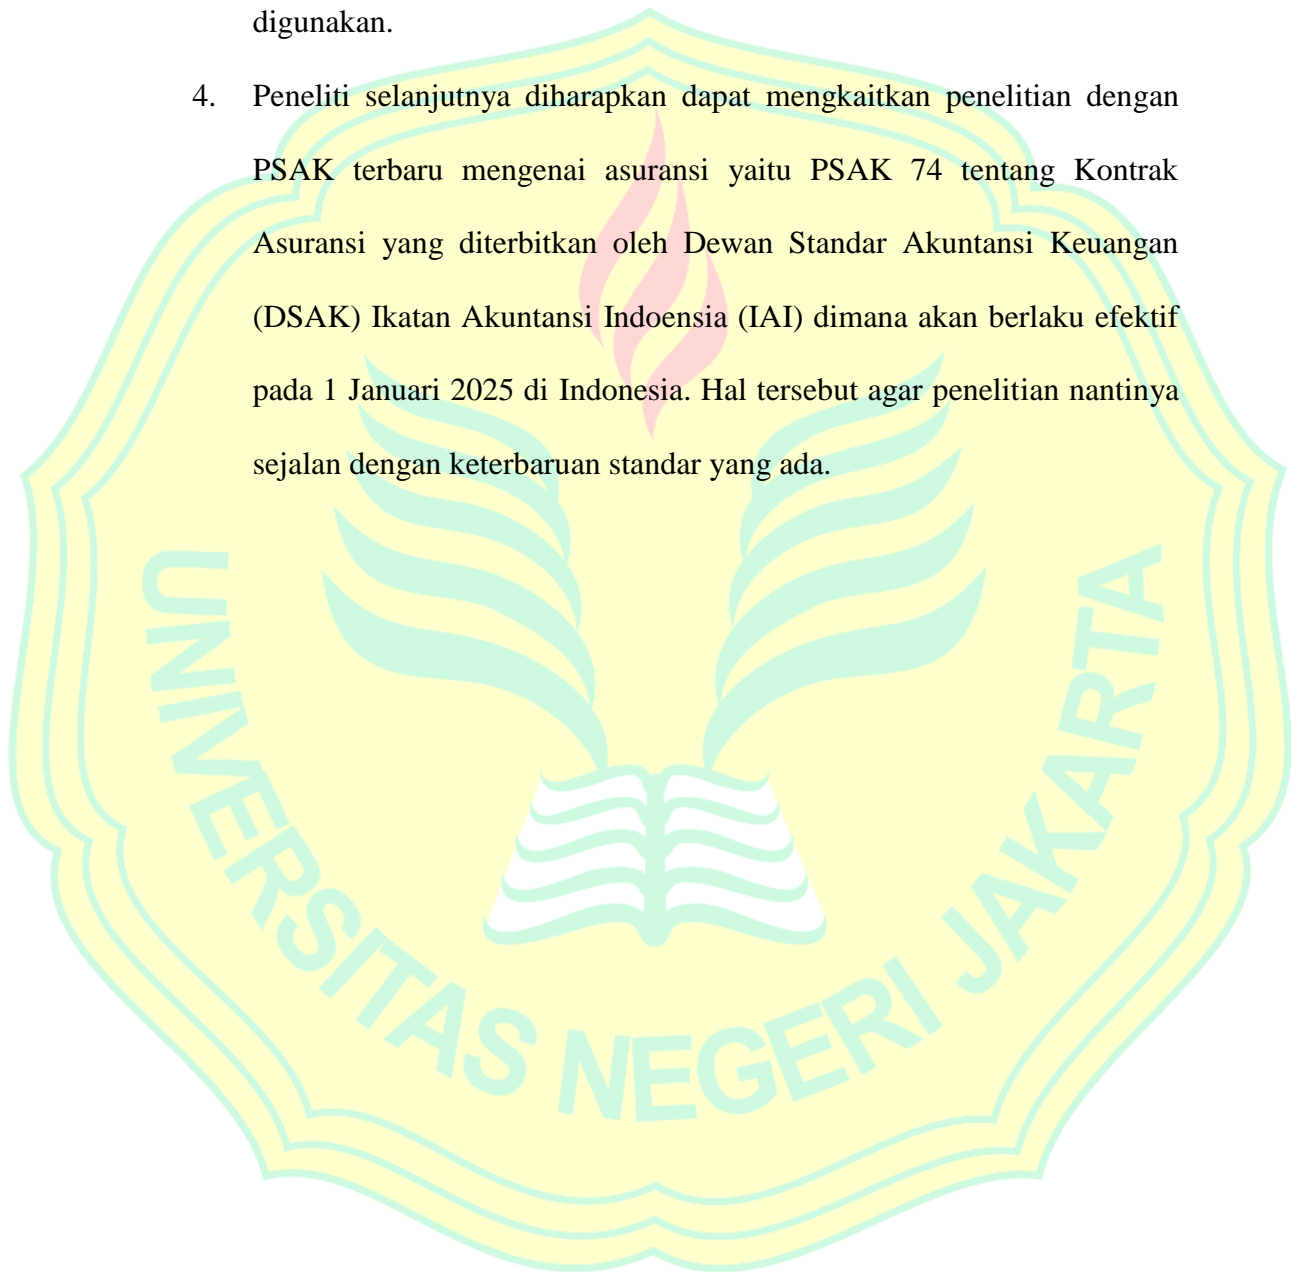 digunakan.
4. Peneliti selanjutnya diharapkan dapat mengkaitkan penelitian dengan
PSAK terbaru mengenai asuransi yaitu PSAK 74 tentang Kontrak
Asuransi yang diterbitkan oleh Dewan Standar Akuntansi Keuangan
(DSAK) Ikatan Akuntansi Indoensia (IAI) dimana akan berlaku efektif
pada 1 Januari 2025 di Indonesia. Hal tersebut agar penelitian nantinya
sejalan dengan keterbaruan standar yang ada.
UNIVERSITAS NEGERI JAKARTA